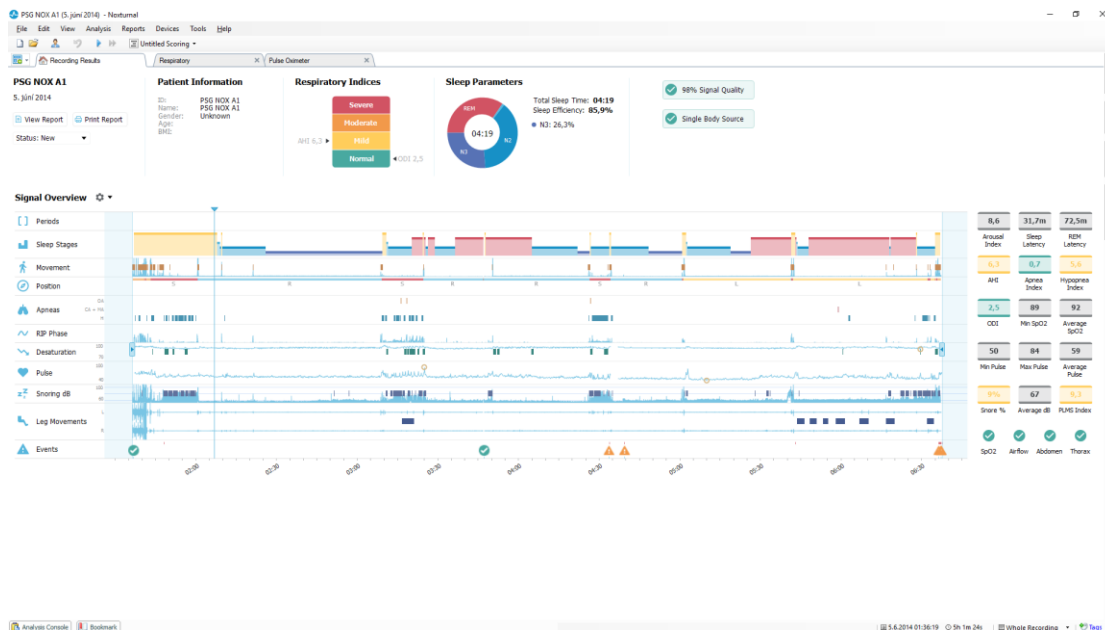 PSG NOX A1 (5. júní 2014) - Noxturnal
File Edit View Analysis Reports Devices Tools Help
Untitled Scoring
Recording Results Respiratory Pulse Oximeter
PSG NOX A1
5. júní 2014
View Report Print Report
Status: New
Patient Information
ID: PSG NOX A1
Name: PSG NOX A1
Gender: Unknown
Age:
BMI:
Respiratory Indices
Severe
Moderate
AHI 6,3 Mild
Normal ODI 2,5
Sleep Parameters
REM
04:19
N2
N3
Total Sleep Time: 04:19
Sleep Efficiency: 85,9%
N3: 26,3%
98% Signal Quality
Single Body Source
Signal Overview
Periods
Sleep Stages
Movement
Position
Apneas
RIP Phase
Desaturation
Pulse
Snoring dB
Leg Movements
Events
02:00 02:30 03:00 03:30 04:00 04:30 05:00 05:30 06:00 06:30
8,6 31,7m 72,5m
Arousal Index Sleep Latency REM Latency
6,3 0,7 5,6
AHI Apnea Index Hypopnea Index
2,5 89 92
ODI Min SpO2 Average SpO2
50 84 59
Min Pulse Max Pulse Average Pulse
67 9,3
Snore % Average dB PLMS Index
SpO2 Airflow Abdomen Thorax
Analysis Console Bookmark
5.6.2014 01:36:19 5h 1m 24s Whole Recording Tags